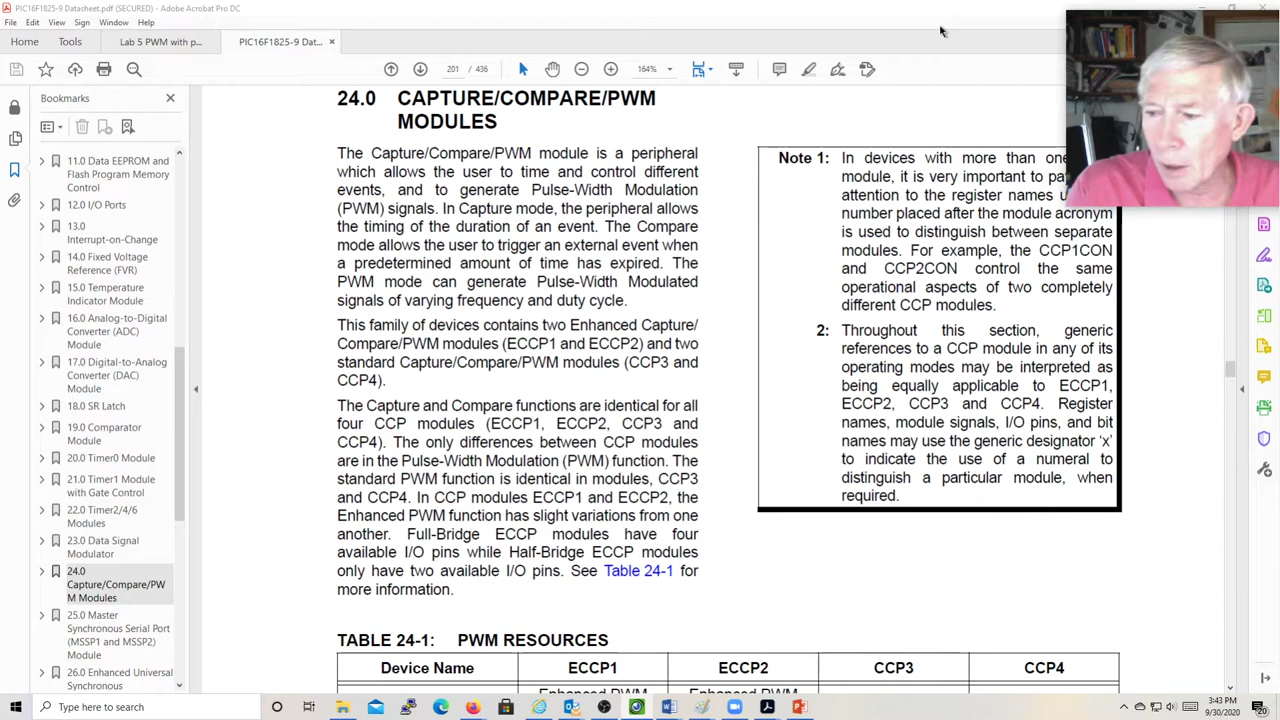 PIC16F1825-9 Datasheet.pdf (SECURED) - Adobe Acrobat Pro DC
File Edit View Sign Window Help
Home Tools Lab 5 PWM with p... PIC16F1825-9 Dat... ×
201 / 436 164%
Bookmarks
11.0 Data EEPROM and
Flash Program Memory
Control
12.0 I/O Ports
13.0
Interrupt-on-Change
14.0 Fixed Voltage
Reference (FVR)
15.0 Temperature
Indicator Module
16.0 Analog-to-Digital
Converter (ADC)
Module
17.0 Digital-to-Analog
Converter (DAC)
Module
18.0 SR Latch
19.0 Comparator
Module
20.0 Timer0 Module
21.0 Timer1 Module
with Gate Control
22.0 Timer2/4/6
Modules
23.0 Data Signal
Modulator
24.0
Capture/Compare/PW
M Modules
25.0 Master
Synchronous Serial Port
(MSSP1 and MSSP2)
Module
26.0 Enhanced Universal
Synchronous
24.0 CAPTURE/COMPARE/PWM
MODULES
The Capture/Compare/PWM module is a peripheral
which allows the user to time and control different
events, and to generate Pulse-Width Modulation
(PWM) signals. In Capture mode, the peripheral allows
the timing of the duration of an event. The Compare
mode allows the user to trigger an external event when
a predetermined amount of time has expired. The
PWM mode can generate Pulse-Width Modulated
signals of varying frequency and duty cycle.
This family of devices contains two Enhanced Capture/
Compare/PWM modules (ECCP1 and ECCP2) and two
standard Capture/Compare/PWM modules (CCP3 and
CCP4).
The Capture and Compare functions are identical for all
four CCP modules (ECCP1, ECCP2, CCP3 and
CCP4). The only differences between CCP modules
are in the Pulse-Width Modulation (PWM) function. The
standard PWM function is identical in modules, CCP3
and CCP4. In CCP modules ECCP1 and ECCP2, the
Enhanced PWM function has slight variations from one
another. Full-Bridge ECCP modules have four
available I/O pins while Half-Bridge ECCP modules
only have two available I/O pins. See Table 24-1 for
more information.
Note 1: In devices with more than one
module, it is very important to
attention to the register names
number placed after the module acronym
is used to distinguish between separate
modules. For example, the CCP1CON
and CCP2CON control the same
operational aspects of two completely
different CCP modules.
2: Throughout this section, generic
references to a CCP module in any of its
operating modes may be interpreted as
being equally applicable to ECCP1,
ECCP2, CCP3 and CCP4. Register
names, module signals, I/O pins, and bit
names may use the generic designator ‘x’
to indicate the use of a numeral to
distinguish a particular module, when
required.
TABLE 24-1: PWM RESOURCES
Device Name ECCP1 ECCP2 CCP3 CCP4
Enhanced PWM Enhanced PWM
Type here to search
3:43 PM
9/30/2020
20